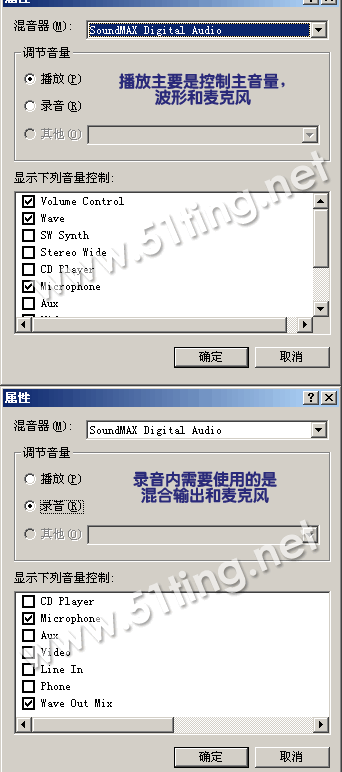 属性
混音器(M):
SoundMAX Digital Audio
调节音量
播放(P)
播放主要是控制主音量，
波形和麦克风
录音(R)
其他(O)
显示下列音量控制:
Volume Control
Wave
SW Synth
Stereo Wide
CD Player
Microphone
Aux
www.51ting.net
确定
取消
属性
混音器(M):
SoundMAX Digital Audio
调节音量
播放(P)
录音内需要使用的是
混合输出和麦克风
录音(R)
其他(O)
显示下列音量控制:
CD Player
Microphone
Aux
Video
Line In
Phone
Wave Out Mix
www.51ting.net
确定
取消